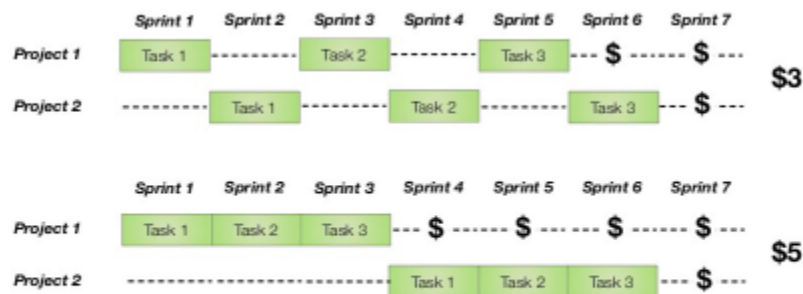 Sprint 1 Sprint 2 Sprint 3 Sprint 4 Sprint 5 Sprint 6 Sprint 7
Project 1 Task 1 Task 2 Task 3 $ $
$3
Project 2 Task 1 Task 2 Task 3 $
Sprint 1 Sprint 2 Sprint 3 Sprint 4 Sprint 5 Sprint 6 Sprint 7
Project 1 Task 1 Task 2 Task 3 $ $ $ $
$5
Project 2 Task 1 Task 2 Task 3 $